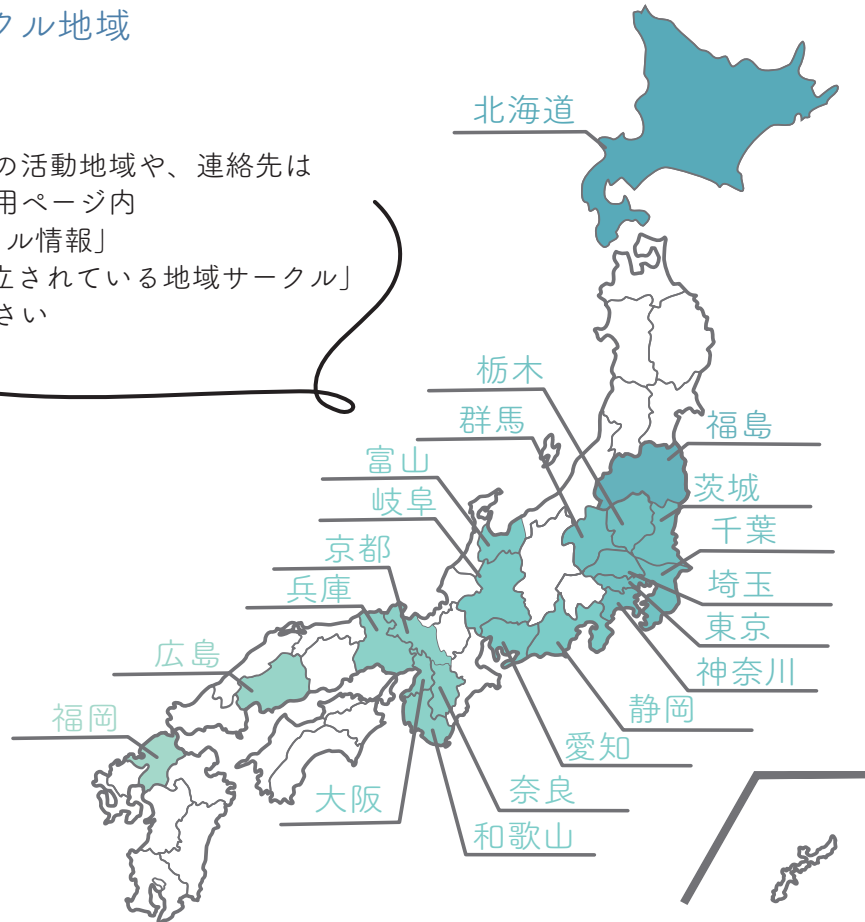 クル地域
の活動地域や、連絡先は
用ページ内
ル情報」
立されている地域サークル」
さい
北海道
栃木
群馬
福島
富山
茨城
岐阜
千葉
京都
埼玉
兵庫
東京
広島
神奈川
静岡
福岡
愛知
奈良
大阪
和歌山